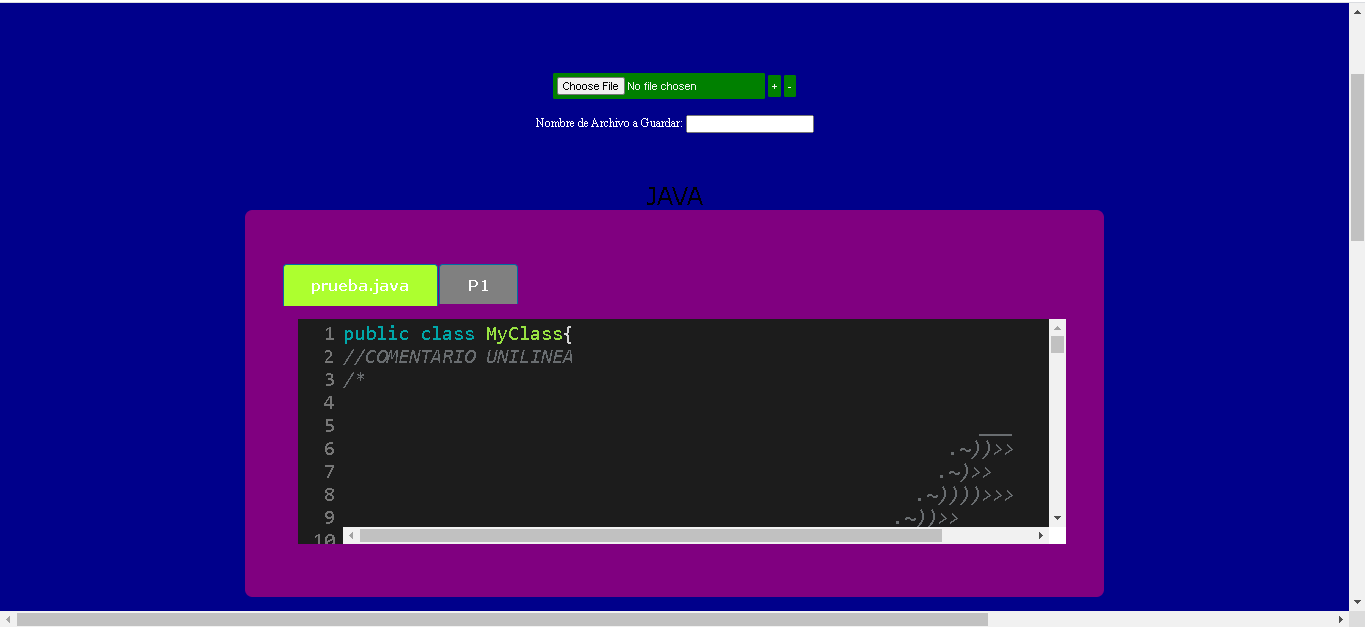 Choose File No file chosen + -
Nombre de Archivo a Guardar:
JAVA
prueba.java P1
1 public class MyClass{
2 //COMENTARIO UNILINEA
3 /*
4
5 ___
6 .~))>>
7 .~)>>
8 .~))))>>>
9 .~))>>
10